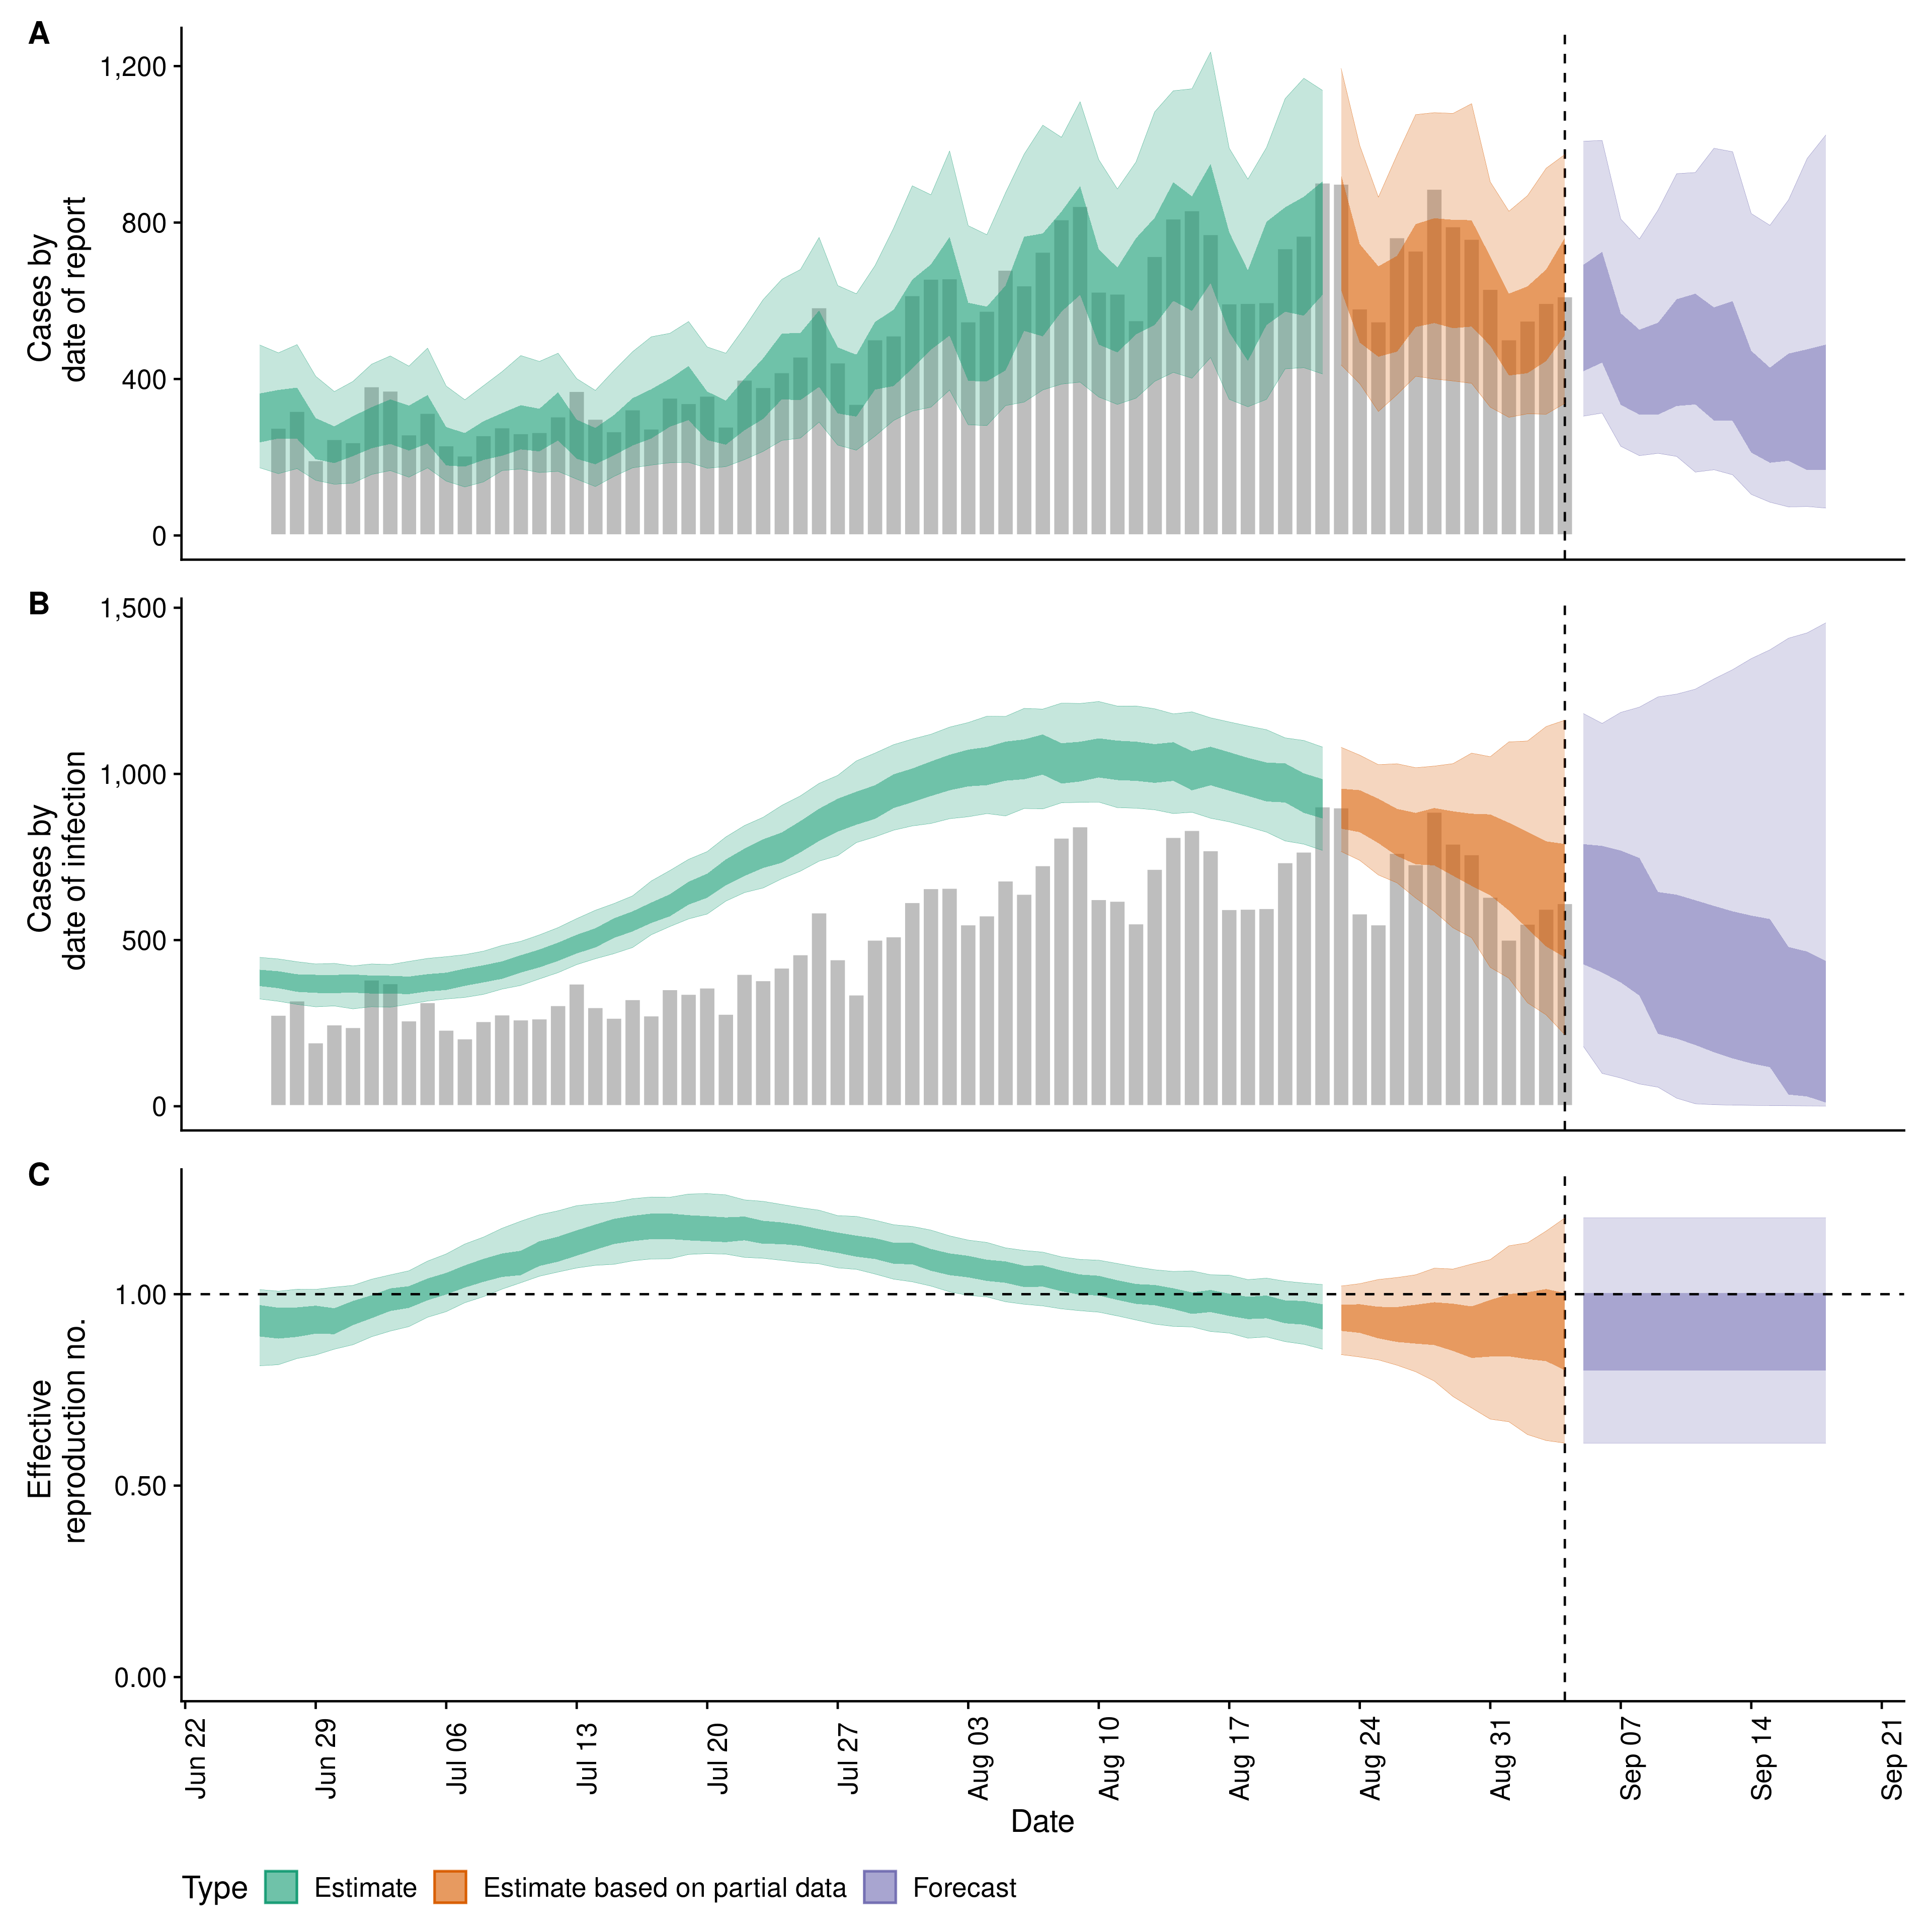 A
1,200
800
400
0
Cases by
date of report
B
1,500
1,000
500
0
Cases by
date of infection
C
1.00
0.50
0.00
Effective
reproduction no.
Jun 22
Jun 29
Jul 06
Jul 13
Jul 20
Jul 27
Aug 03
Aug 10
Aug 17
Aug 24
Aug 31
Sep 07
Sep 14
Sep 21
Date
Type Estimate Estimate based on partial data Forecast